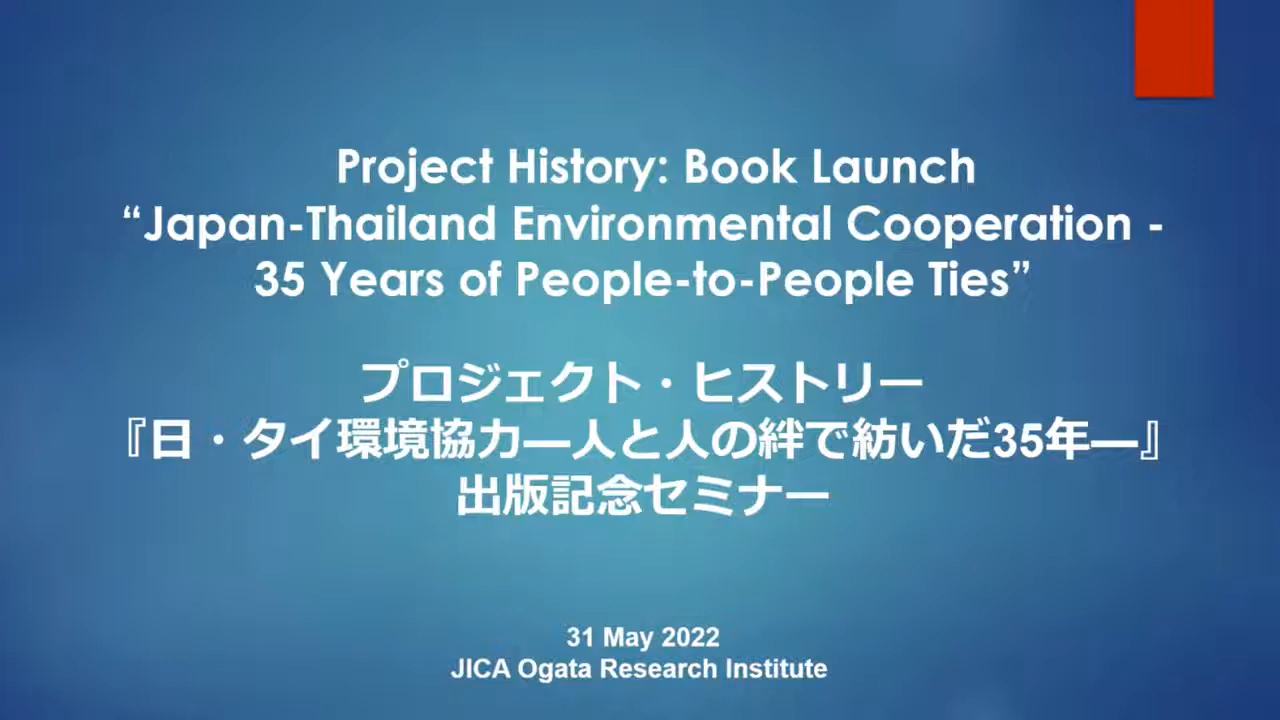 Project History: Book Launch
“Japan-Thailand Environmental Cooperation -
35 Years of People-to-People Ties”
プロジェクト・ヒストリー
『日・タイ環境協力―人と人の絆で紡いだ35年―』
出版記念セミナー
31 May 2022
JICA Ogata Research Institute